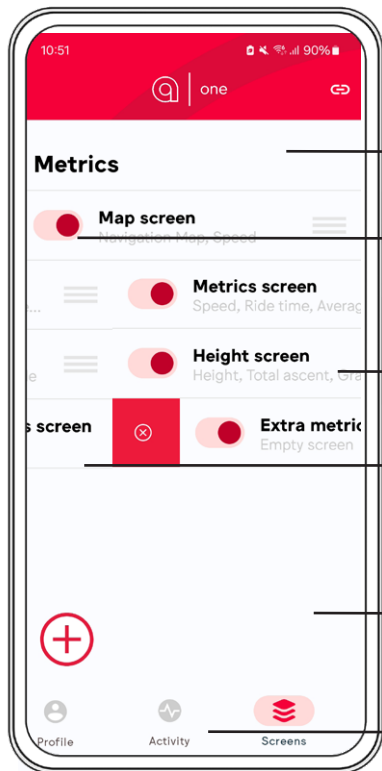 10:51 90%
one
Metrics
Map screen
Navigation Map, Speed
Metrics screen
... Speed, Ride time, Averag
Height screen
e Height, Total ascent, Gra
s screen Extra metric
Empty screen
Profile Activity Screens